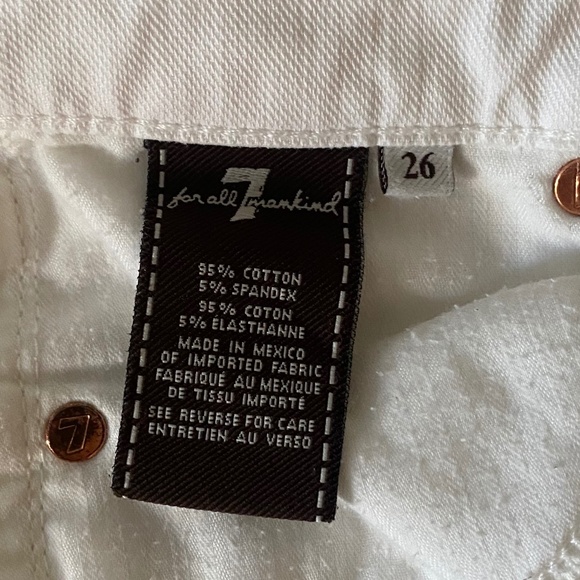 for all 7 mankind
26
95% COTTON
5% SPANDEX
95% COTON
5% ÉLASTHANNE
MADE IN MEXICO
OF IMPORTED FABRIC
FABRIQUÉ AU MEXIQUE
DE TISSU IMPORTÉ
SEE REVERSE FOR CARE
ENTRETIEN AU VERSO
7